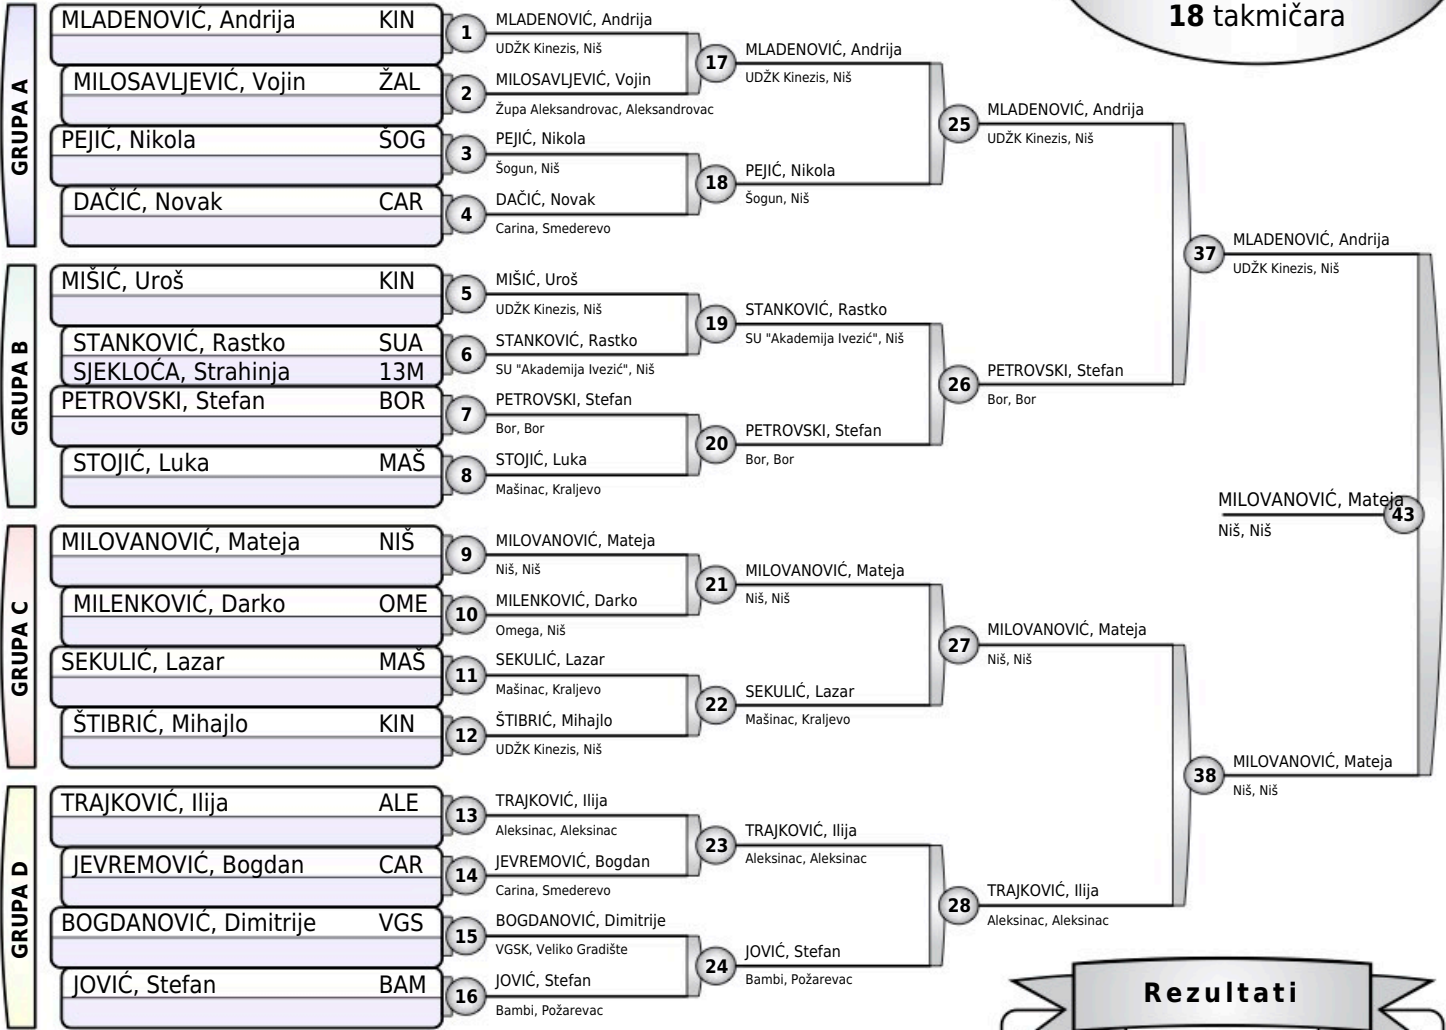 18 takmičara
GRUPA A
MLADENOVIĆ, Andrija KIN
MILOSAVLJEVIĆ, Vojin ŽAL
PEJIĆ, Nikola ŠOG
DAČIĆ, Novak CAR
GRUPA B
MIŠIĆ, Uroš KIN
STANKOVIĆ, Rastko SUA
SJEKLOĆA, Strahinja 13M
PETROVSKI, Stefan BOR
STOJIĆ, Luka MAŠ
GRUPA C
MILOVANOVIĆ, Mateja NIŠ
MILENKOVIĆ, Darko OME
SEKULIĆ, Lazar MAŠ
ŠTIBRIĆ, Mihajlo KIN
GRUPA D
TRAJKOVIĆ, Ilija ALE
JEVREMOVIĆ, Bogdan CAR
BOGDANOVIĆ, Dimitrije VGS
JOVIĆ, Stefan BAM
1 MLADENOVIĆ, Andrija
UDŽK Kinezis, Niš
2 MILOSAVLJEVIĆ, Vojin
Župa Aleksandrovac, Aleksandrovac
3 PEJIĆ, Nikola
Šogun, Niš
4 DAČIĆ, Novak
Carina, Smederevo
5 MIŠIĆ, Uroš
UDŽK Kinezis, Niš
6 STANKOVIĆ, Rastko
SU "Akademija Ivezić", Niš
7 PETROVSKI, Stefan
Bor, Bor
8 STOJIĆ, Luka
Mašinac, Kraljevo
9 MILOVANOVIĆ, Mateja
Niš, Niš
10 MILENKOVIĆ, Darko
Omega, Niš
11 SEKULIĆ, Lazar
Mašinac, Kraljevo
12 ŠTIBRIĆ, Mihajlo
UDŽK Kinezis, Niš
13 TRAJKOVIĆ, Ilija
Aleksinac, Aleksinac
14 JEVREMOVIĆ, Bogdan
Carina, Smederevo
15 BOGDANOVIĆ, Dimitrije
VGSK, Veliko Gradište
16 JOVIĆ, Stefan
Bambi, Požarevac
17 MLADENOVIĆ, Andrija
UDŽK Kinezis, Niš
18 PEJIĆ, Nikola
Šogun, Niš
19 STANKOVIĆ, Rastko
SU "Akademija Ivezić", Niš
20 PETROVSKI, Stefan
Bor, Bor
21 MILOVANOVIĆ, Mateja
Niš, Niš
22 SEKULIĆ, Lazar
Mašinac, Kraljevo
23 TRAJKOVIĆ, Ilija
Aleksinac, Aleksinac
24 JOVIĆ, Stefan
Bambi, Požarevac
25 MLADENOVIĆ, Andrija
UDŽK Kinezis, Niš
26 PETROVSKI, Stefan
Bor, Bor
27 MILOVANOVIĆ, Mateja
Niš, Niš
28 TRAJKOVIĆ, Ilija
Aleksinac, Aleksinac
37 MLADENOVIĆ, Andrija
UDŽK Kinezis, Niš
38 MILOVANOVIĆ, Mateja
Niš, Niš
MILOVANOVIĆ, Mateja 43
Niš, Niš
Rezultati